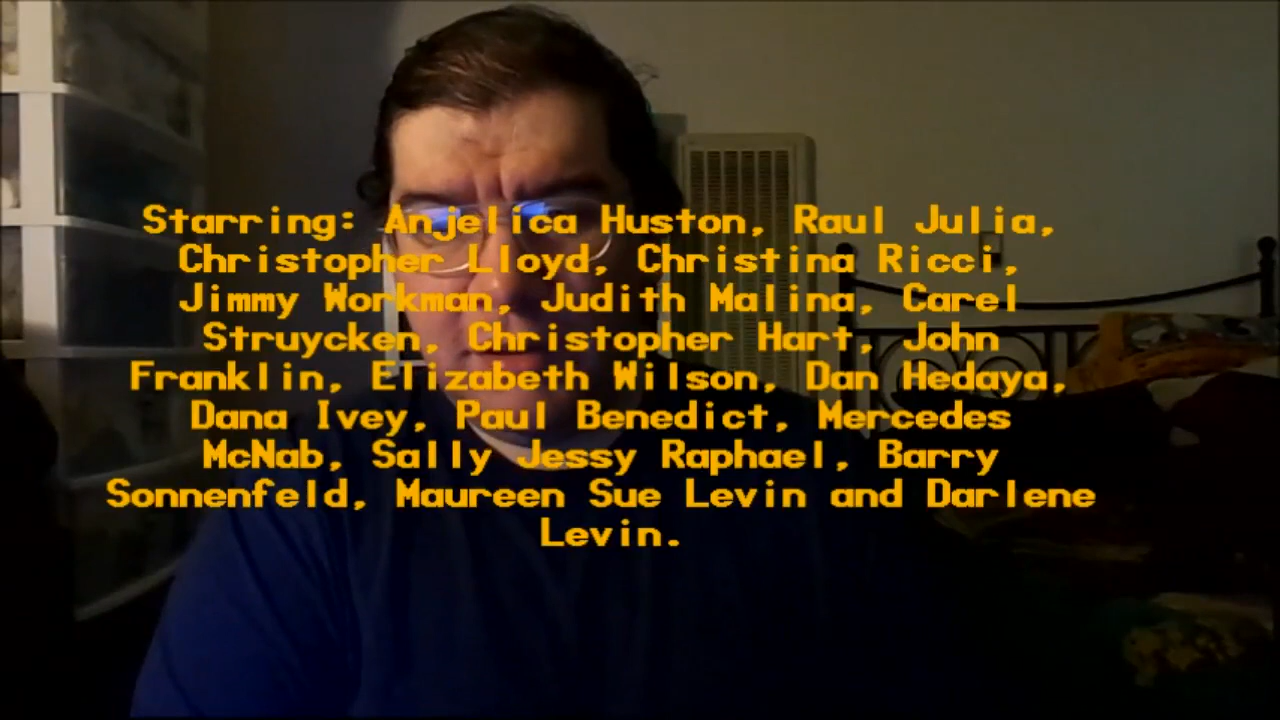 Starring: Anjelica Huston, Raul Julia,
Christopher Lloyd, Christina Ricci,
Jimmy Workman, Judith Malina, Carel
Struycken, Christopher Hart, John
Franklin, Elizabeth Wilson, Dan Hedaya,
Dana Ivey, Paul Benedict, Mercedes
McNab, Sally Jessy Raphael, Barry
Sonnenfeld, Maureen Sue Levin and Darlene
Levin.